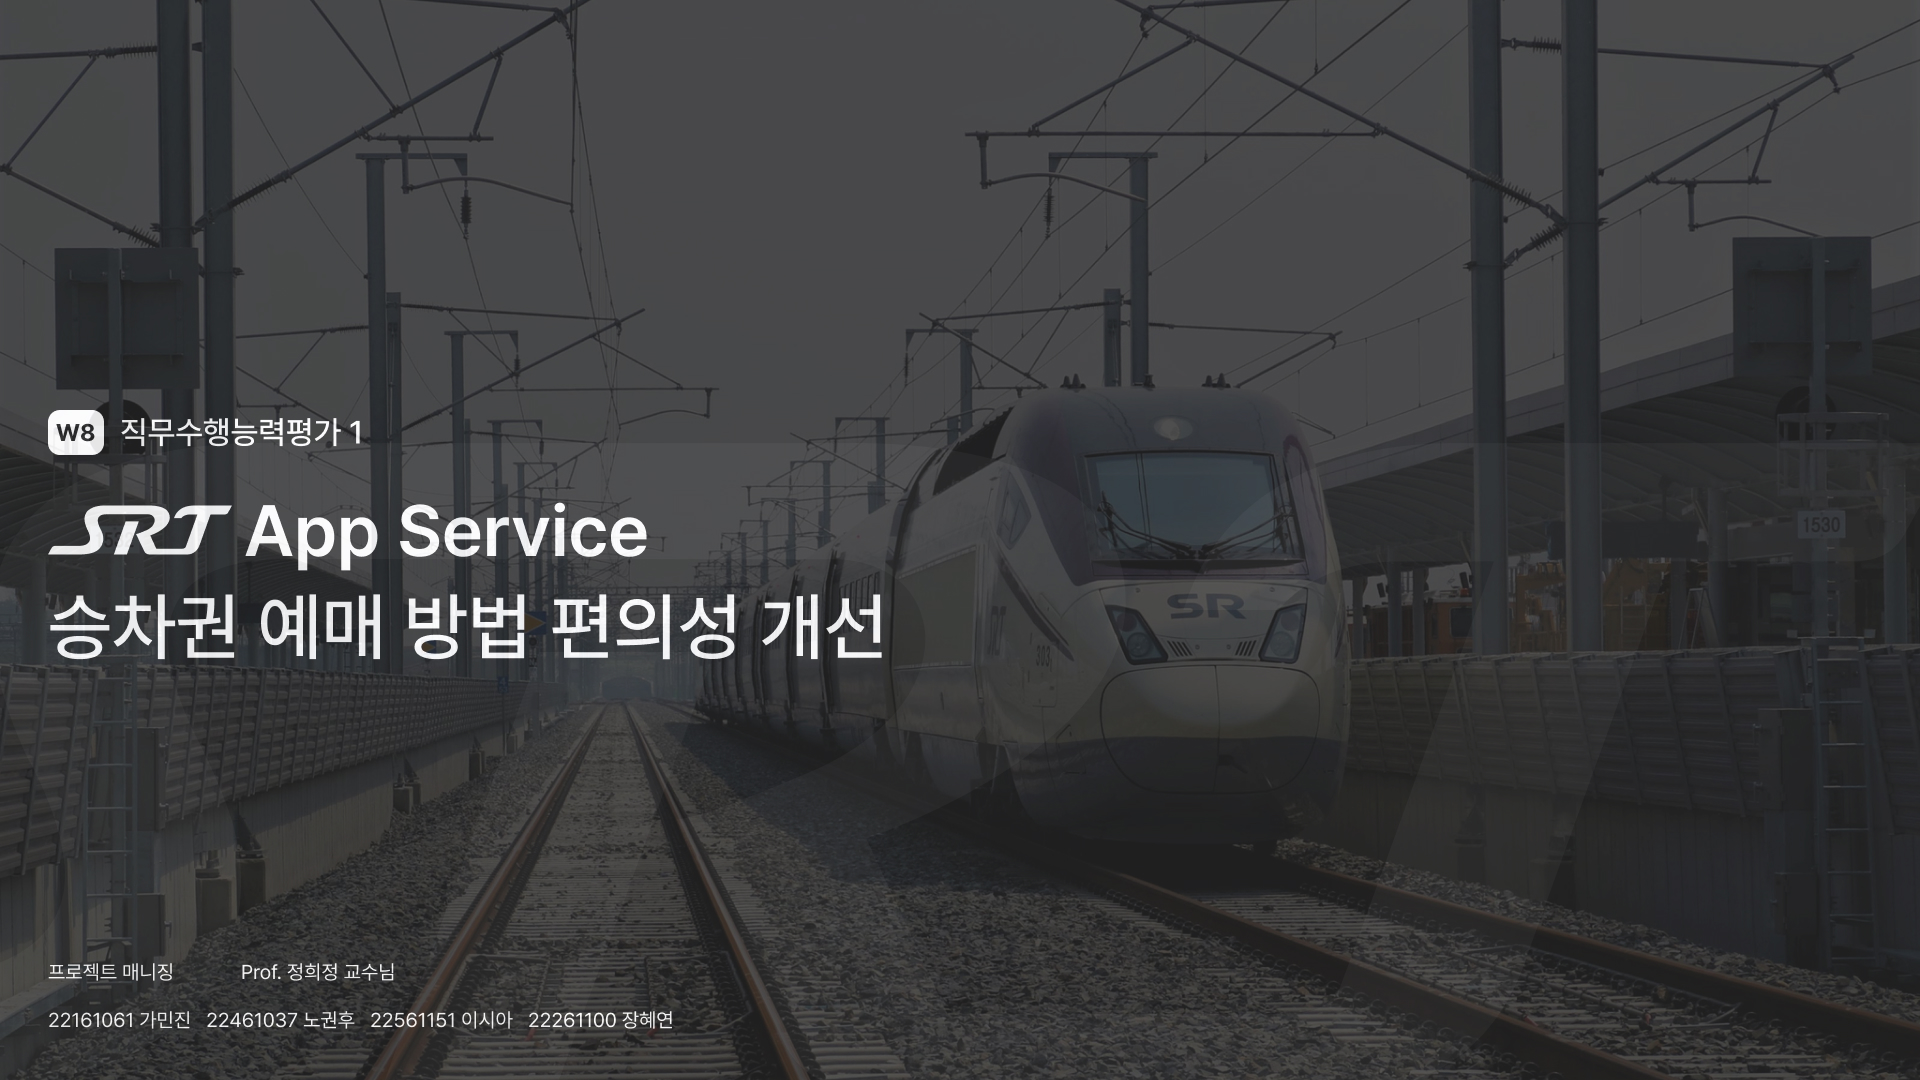 W8 직무수행능력평가 1
SRT App Service
승차권 예매 방법 편의성 개선
SR
303
1530
프로젝트 매니징 Prof. 정희정 교수님
22161061 가민진 22461037 노권후 22561151 이시아 22261100 장혜연